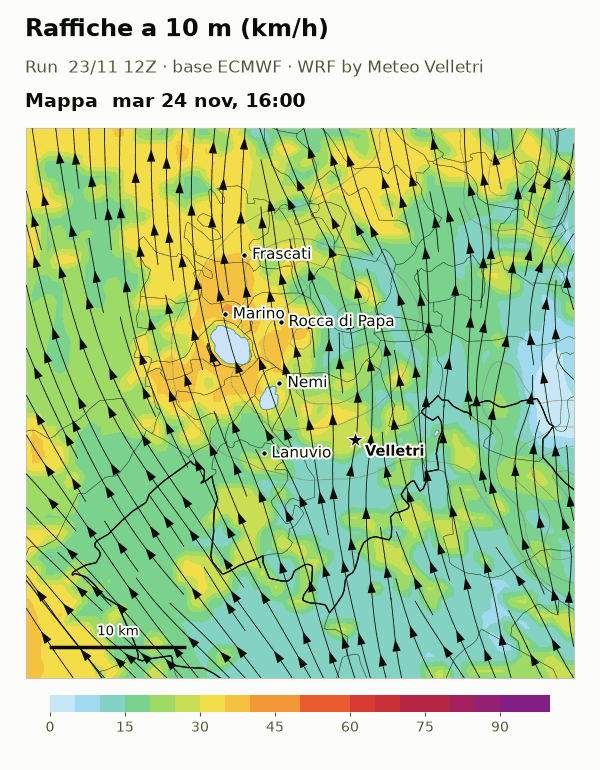 Raffiche a 10 m (km/h)
Run  23/11 12Z · base ECMWF · WRF by Meteo Velletri
Mappa  mar 24 nov, 16:00
Frascati
Marino
Rocca di Papa
Nemi
Velletri
Lanuvio
10 km
0 15 30 45 60 75 90